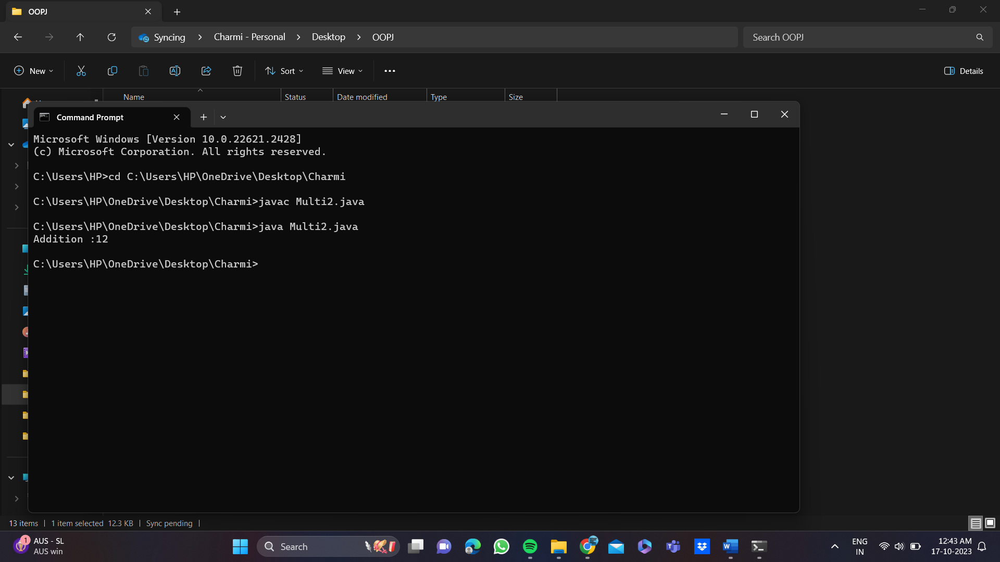 OOPJ
Syncing > Charmi - Personal > Desktop > OOPJ
Search OOPJ
New
Sort
View
Details
Name Status Date modified Type Size
Command Prompt
Microsoft Windows [Version 10.0.22621.2428]
(c) Microsoft Corporation. All rights reserved.
C:\Users\HP>cd C:\Users\HP\OneDrive\Desktop\Charmi
C:\Users\HP\OneDrive\Desktop\Charmi>javac Multi2.java
C:\Users\HP\OneDrive\Desktop\Charmi>java Multi2.java
Addition :12
C:\Users\HP\OneDrive\Desktop\Charmi>
13 items | 1 item selected 12.3 KB | Sync pending |
1
AUS - SL
AUS win
Search
ENG
IN
12:43 AM
17-10-2023